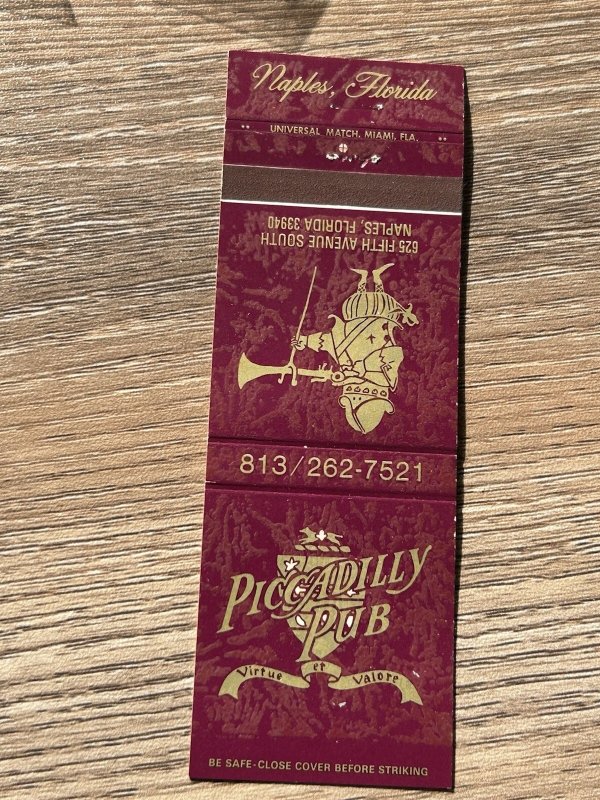 Naples, Florida
UNIVERSAL MATCH, MIAMI, FLA.
625 FIFTH AVENUE SOUTH
NAPLES, FLORIDA 33940
813/262-7521
PICCADILLY
PUB
Virtue et Valore
BE SAFE-CLOSE COVER BEFORE STRIKING